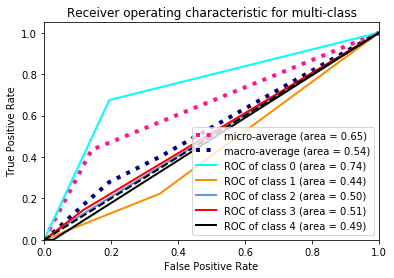 Receiver operating characteristic for multi-class
True Positive Rate
1.0
0.8
0.6
0.4
0.2
0.0
micro-average (area = 0.65)
macro-average (area = 0.54)
ROC of class 0 (area = 0.74)
ROC of class 1 (area = 0.44)
ROC of class 2 (area = 0.50)
ROC of class 3 (area = 0.51)
ROC of class 4 (area = 0.49)
0.0 0.2 0.4 0.6 0.8 1.0
False Positive Rate